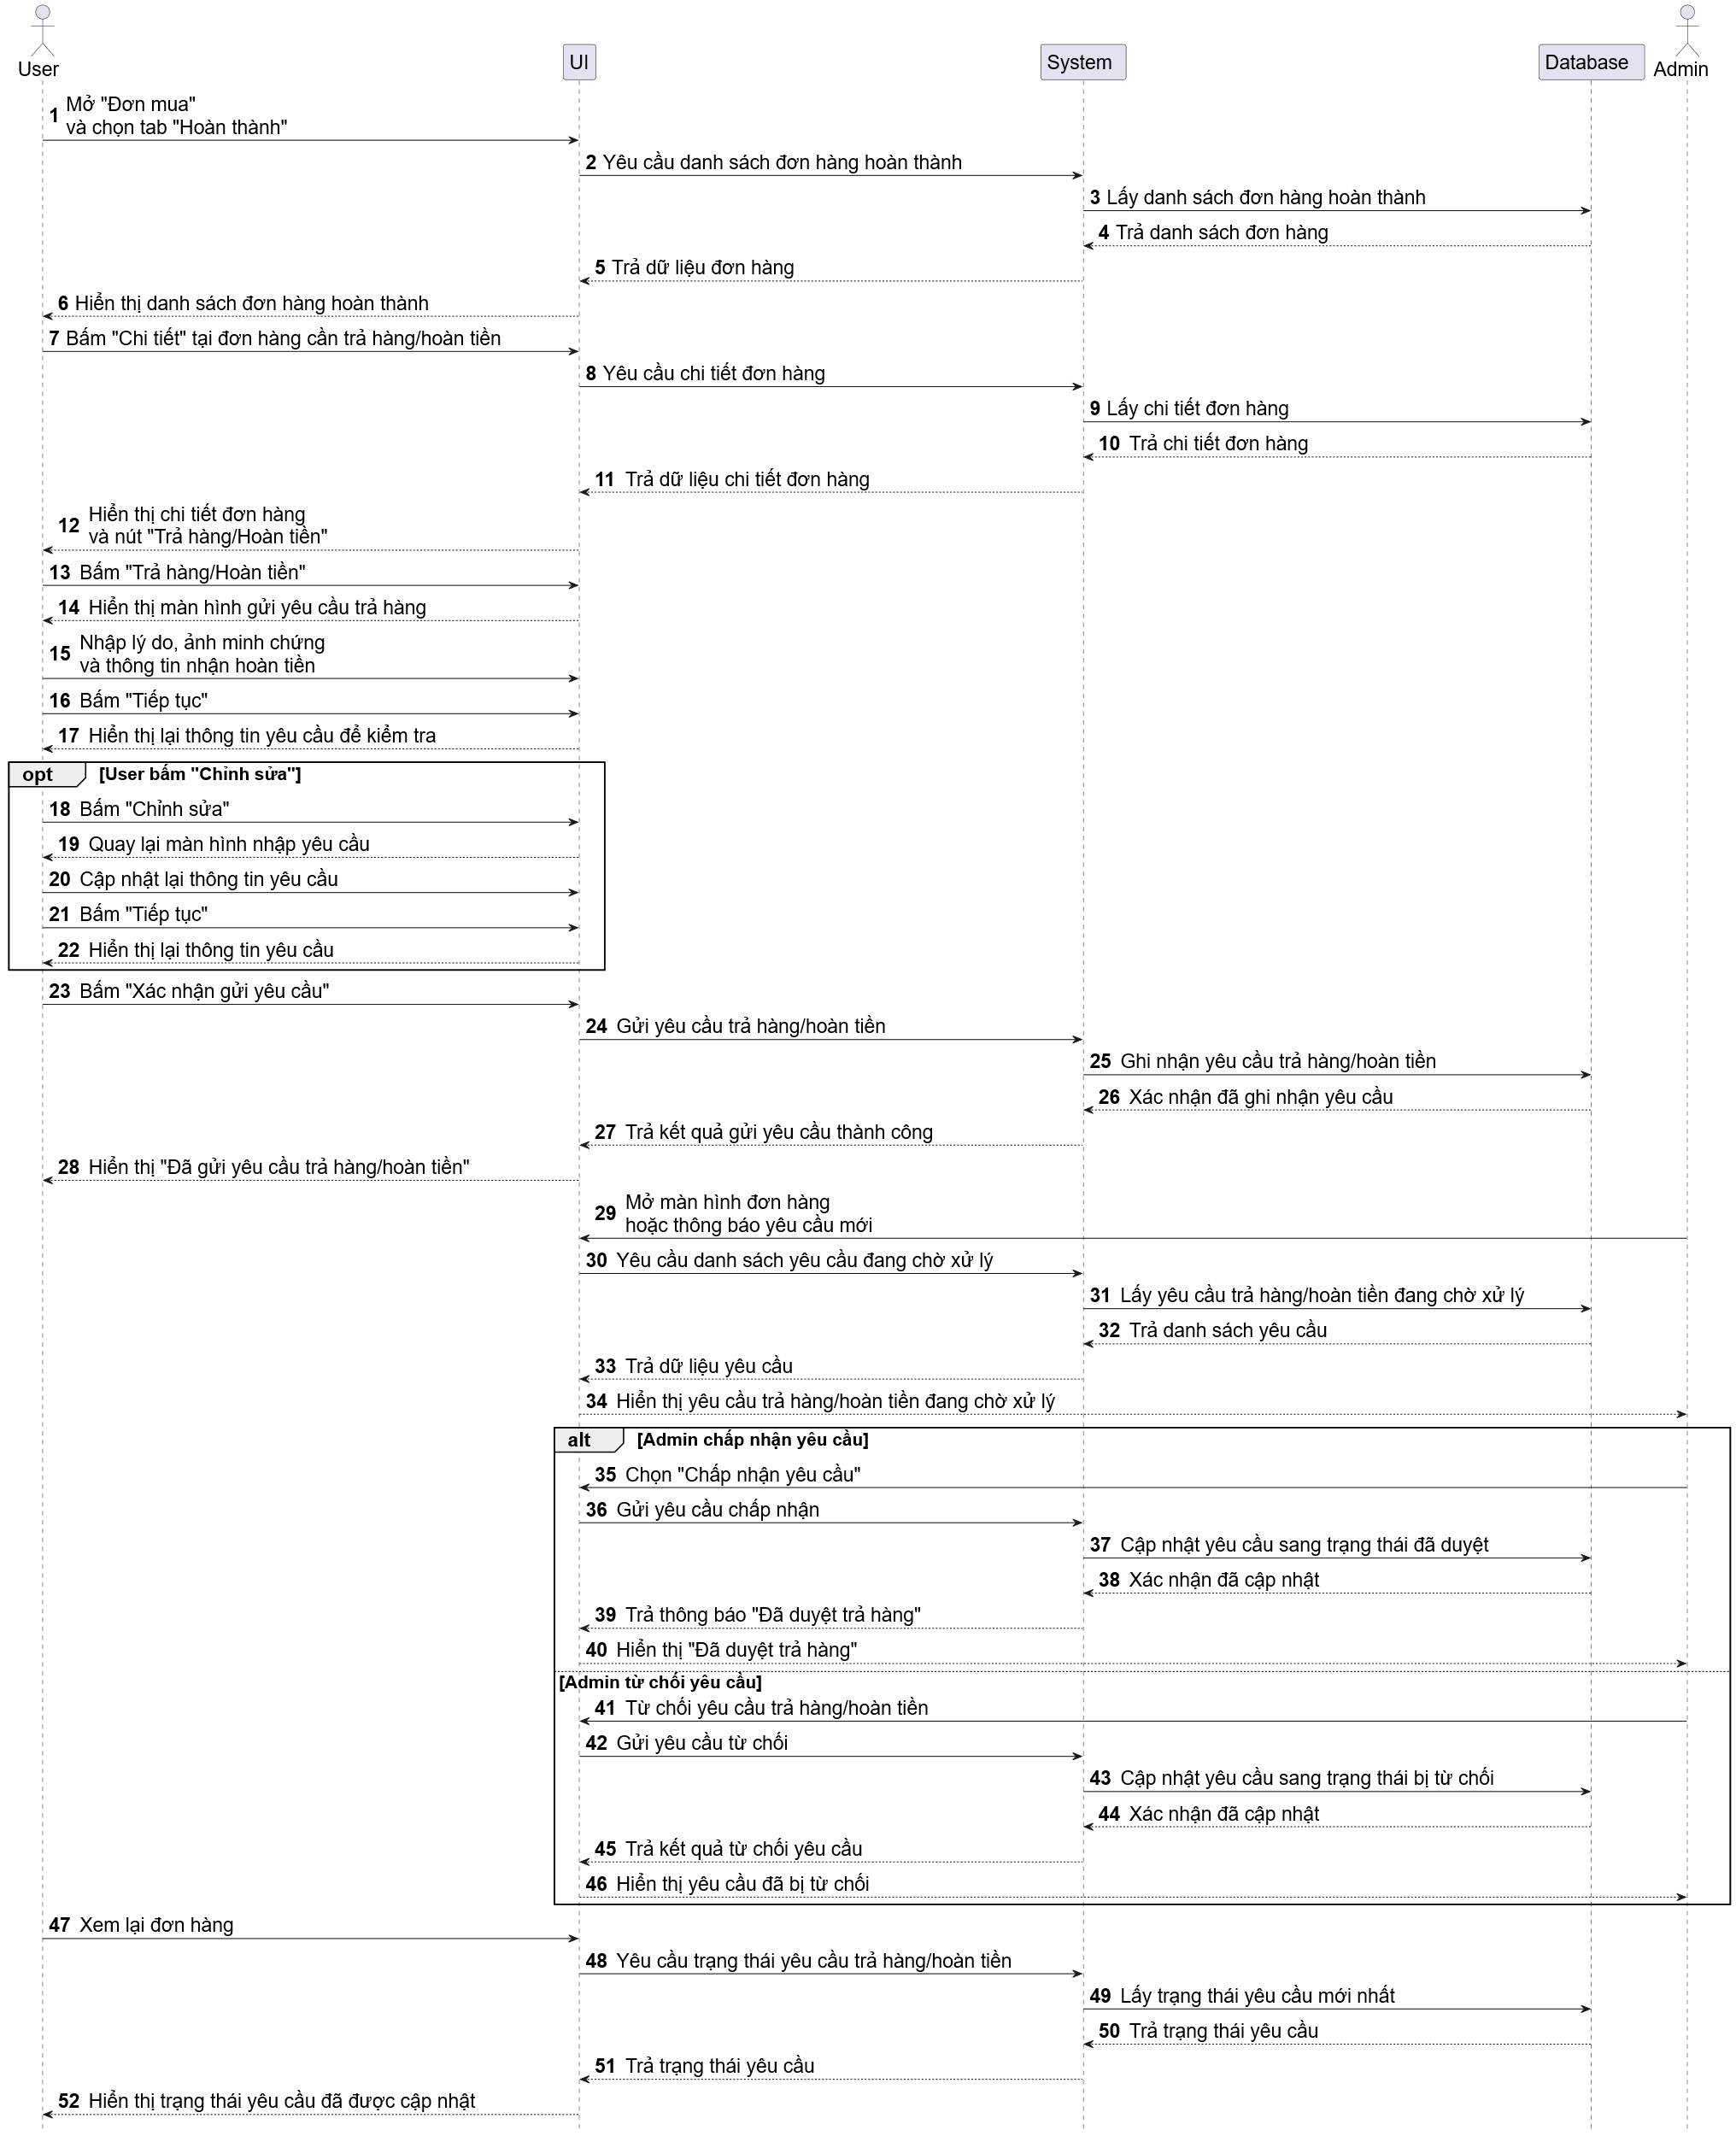 User
UI
System
Database
Admin
1 Mở "Đơn mua"
và chọn tab "Hoàn thành"
2 Yêu cầu danh sách đơn hàng hoàn thành
3 Lấy danh sách đơn hàng hoàn thành
4 Trả danh sách đơn hàng
5 Trả dữ liệu đơn hàng
6 Hiển thị danh sách đơn hàng hoàn thành
7 Bấm "Chi tiết" tại đơn hàng cần trả hàng/hoàn tiền
8 Yêu cầu chi tiết đơn hàng
9 Lấy chi tiết đơn hàng
10 Trả chi tiết đơn hàng
11 Trả dữ liệu chi tiết đơn hàng
12 Hiển thị chi tiết đơn hàng
và nút "Trả hàng/Hoàn tiền"
13 Bấm "Trả hàng/Hoàn tiền"
14 Hiển thị màn hình gửi yêu cầu trả hàng
15 Nhập lý do, ảnh minh chứng
và thông tin nhận hoàn tiền
16 Bấm "Tiếp tục"
17 Hiển thị lại thông tin yêu cầu để kiểm tra
opt [User bấm "Chỉnh sửa"]
18 Bấm "Chỉnh sửa"
19 Quay lại màn hình nhập yêu cầu
20 Cập nhật lại thông tin yêu cầu
21 Bấm "Tiếp tục"
22 Hiển thị lại thông tin yêu cầu
23 Bấm "Xác nhận gửi yêu cầu"
24 Gửi yêu cầu trả hàng/hoàn tiền
25 Ghi nhận yêu cầu trả hàng/hoàn tiền
26 Xác nhận đã ghi nhận yêu cầu
27 Trả kết quả gửi yêu cầu thành công
28 Hiển thị "Đã gửi yêu cầu trả hàng/hoàn tiền"
29 Mở màn hình đơn hàng
hoặc thông báo yêu cầu mới
30 Yêu cầu danh sách yêu cầu đang chờ xử lý
31 Lấy yêu cầu trả hàng/hoàn tiền đang chờ xử lý
32 Trả danh sách yêu cầu
33 Trả dữ liệu yêu cầu
34 Hiển thị yêu cầu trả hàng/hoàn tiền đang chờ xử lý
alt [Admin chấp nhận yêu cầu]
35 Chọn "Chấp nhận yêu cầu"
36 Gửi yêu cầu chấp nhận
37 Cập nhật yêu cầu sang trạng thái đã duyệt
38 Xác nhận đã cập nhật
39 Trả thông báo "Đã duyệt trả hàng"
40 Hiển thị "Đã duyệt trả hàng"
[Admin từ chối yêu cầu]
41 Từ chối yêu cầu trả hàng/hoàn tiền
42 Gửi yêu cầu từ chối
43 Cập nhật yêu cầu sang trạng thái bị từ chối
44 Xác nhận đã cập nhật
45 Trả kết quả từ chối yêu cầu
46 Hiển thị yêu cầu đã bị từ chối
47 Xem lại đơn hàng
48 Yêu cầu trạng thái yêu cầu trả hàng/hoàn tiền
49 Lấy trạng thái yêu cầu mới nhất
50 Trả trạng thái yêu cầu
51 Trả trạng thái yêu cầu
52 Hiển thị trạng thái yêu cầu đã được cập nhật